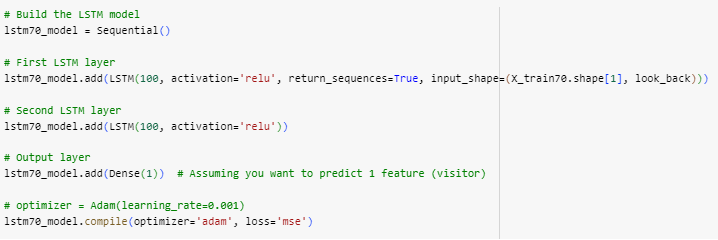 # Build the LSTM model
lstm70_model = Sequential()
# First LSTM layer
lstm70_model.add(LSTM(100, activation='relu', return_sequences=True, input_shape=(X_train70.shape[1], look_back)))
# Second LSTM layer
lstm70_model.add(LSTM(100, activation='relu'))
# Output layer
lstm70_model.add(Dense(1))  # Assuming you want to predict 1 feature (visitor)
# optimizer = Adam(learning_rate=0.001)
lstm70_model.compile(optimizer='adam', loss='mse')